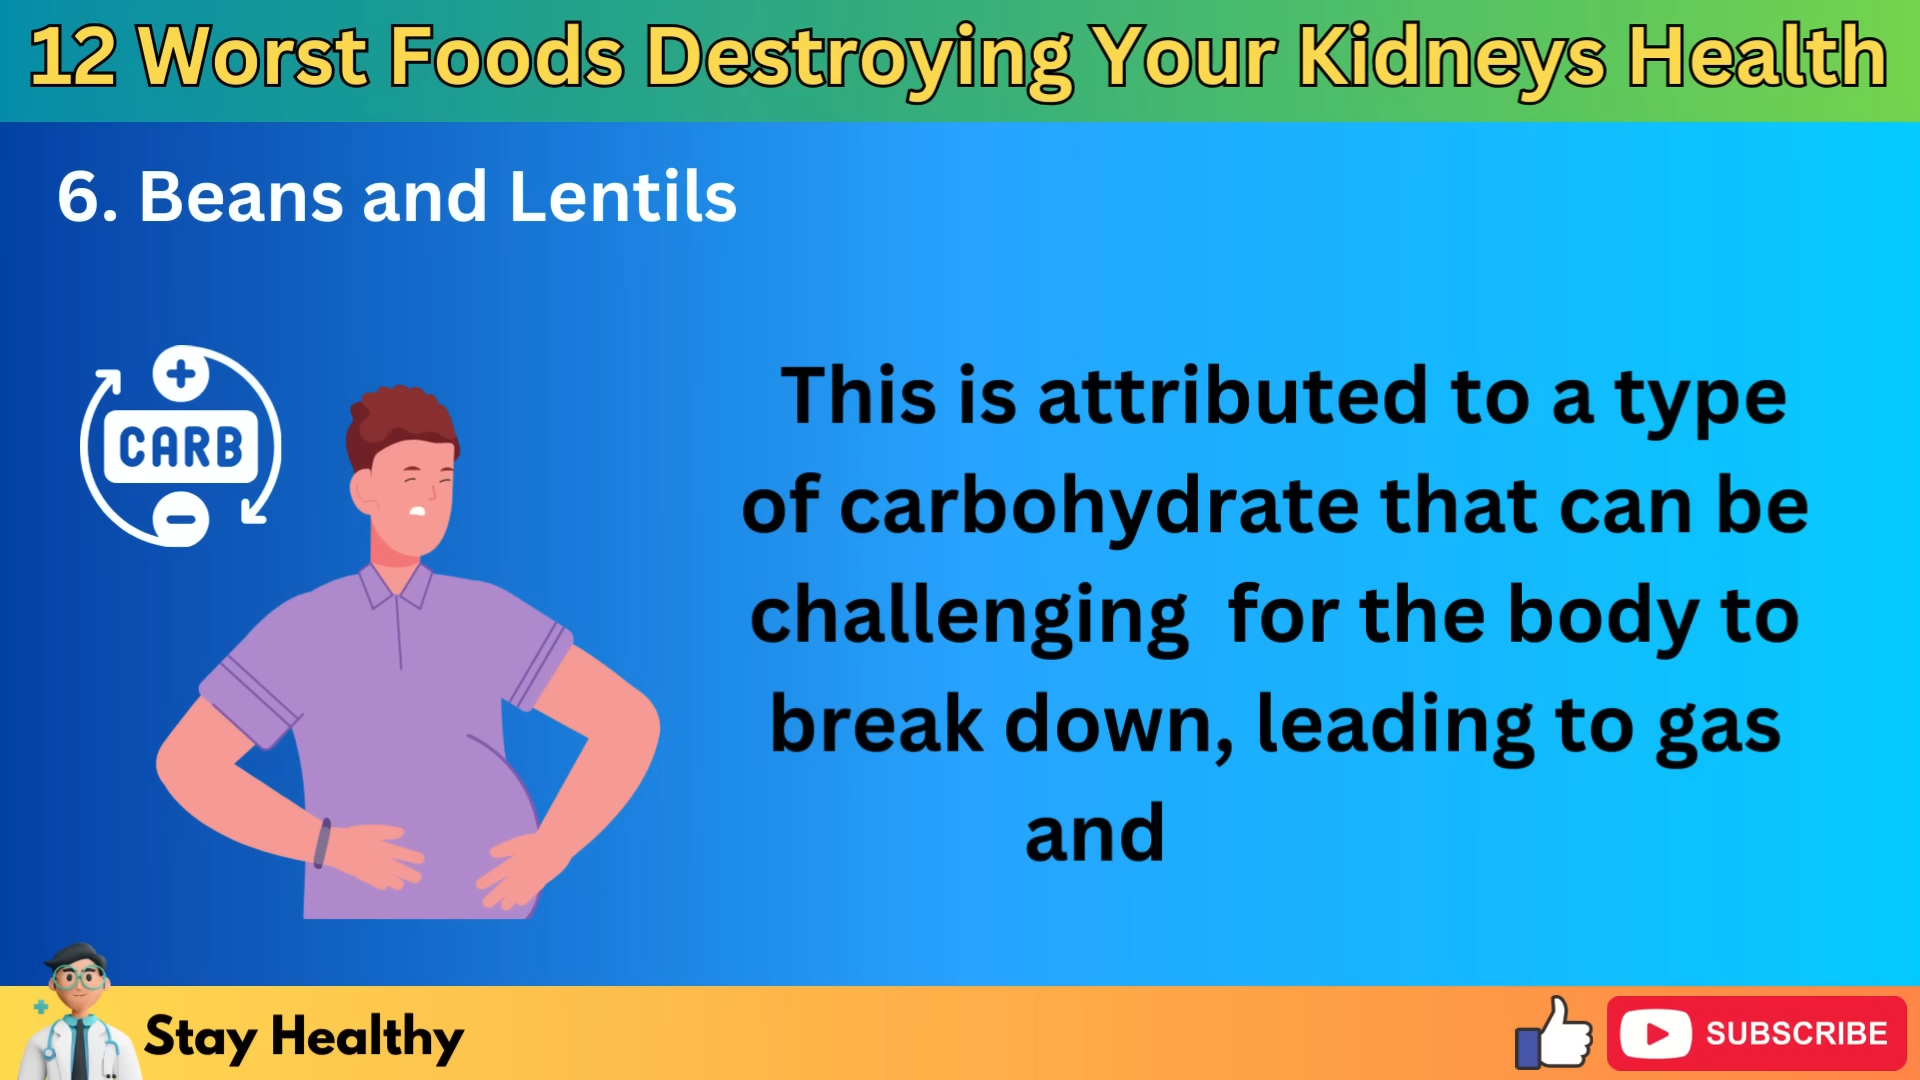 12 Worst Foods Destroying Your Kidneys Health
6. Beans and Lentils
CARB
This is attributed to a type
of carbohydrate that can be
challenging  for the body to
break down, leading to gas
and
Stay Healthy
SUBSCRIBE